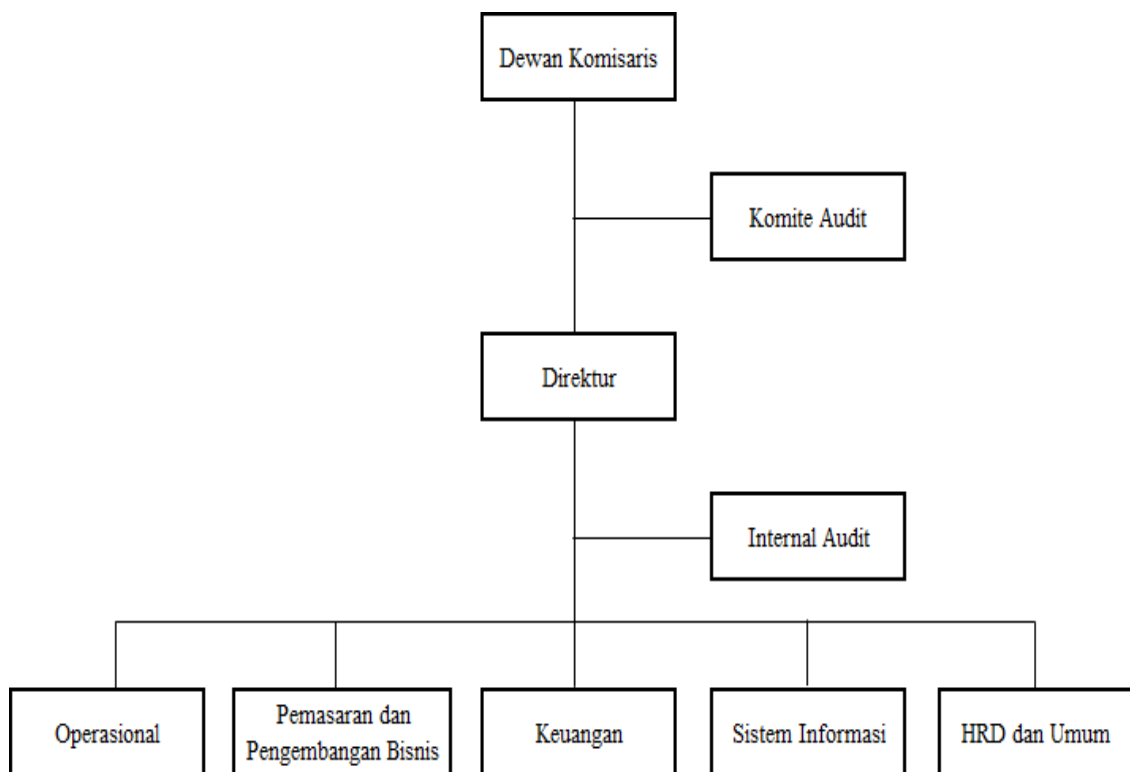 Dewan Komisaris
Komite Audit
Direktur
Internal Audit
Operasional
Pemasaran dan
Pengembangan Bisnis
Keuangan
Sistem Informasi
HRD dan Umum